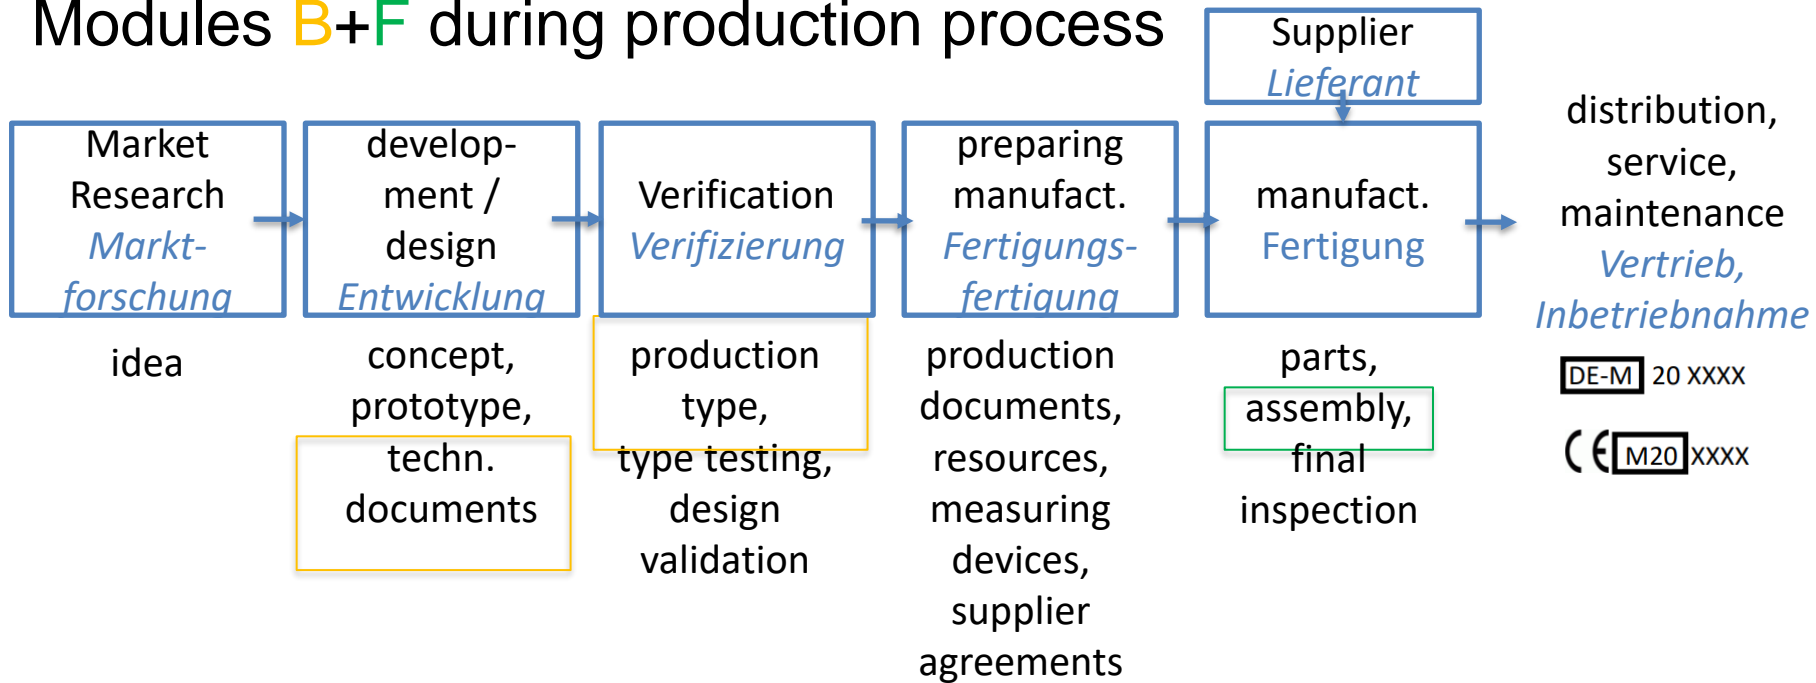 Modules B+F during production process
Supplier
Lieferant
Market
Research
Markt-
forschung
develop-
ment /
design
Entwicklung
Verification
Verifizierung
preparing
manufact.
Fertigungs-
fertigung
manufact.
Fertigung
distribution,
service,
maintenance
Vertrieb,
Inbetriebnahme
idea
concept,
prototype,
techn.
documents
production
type,
type testing,
design
validation
production
documents,
resources,
measuring
devices,
supplier
agreements
parts,
assembly,
final
inspection
DE-M 20 XXXX
CE M20 XXXX